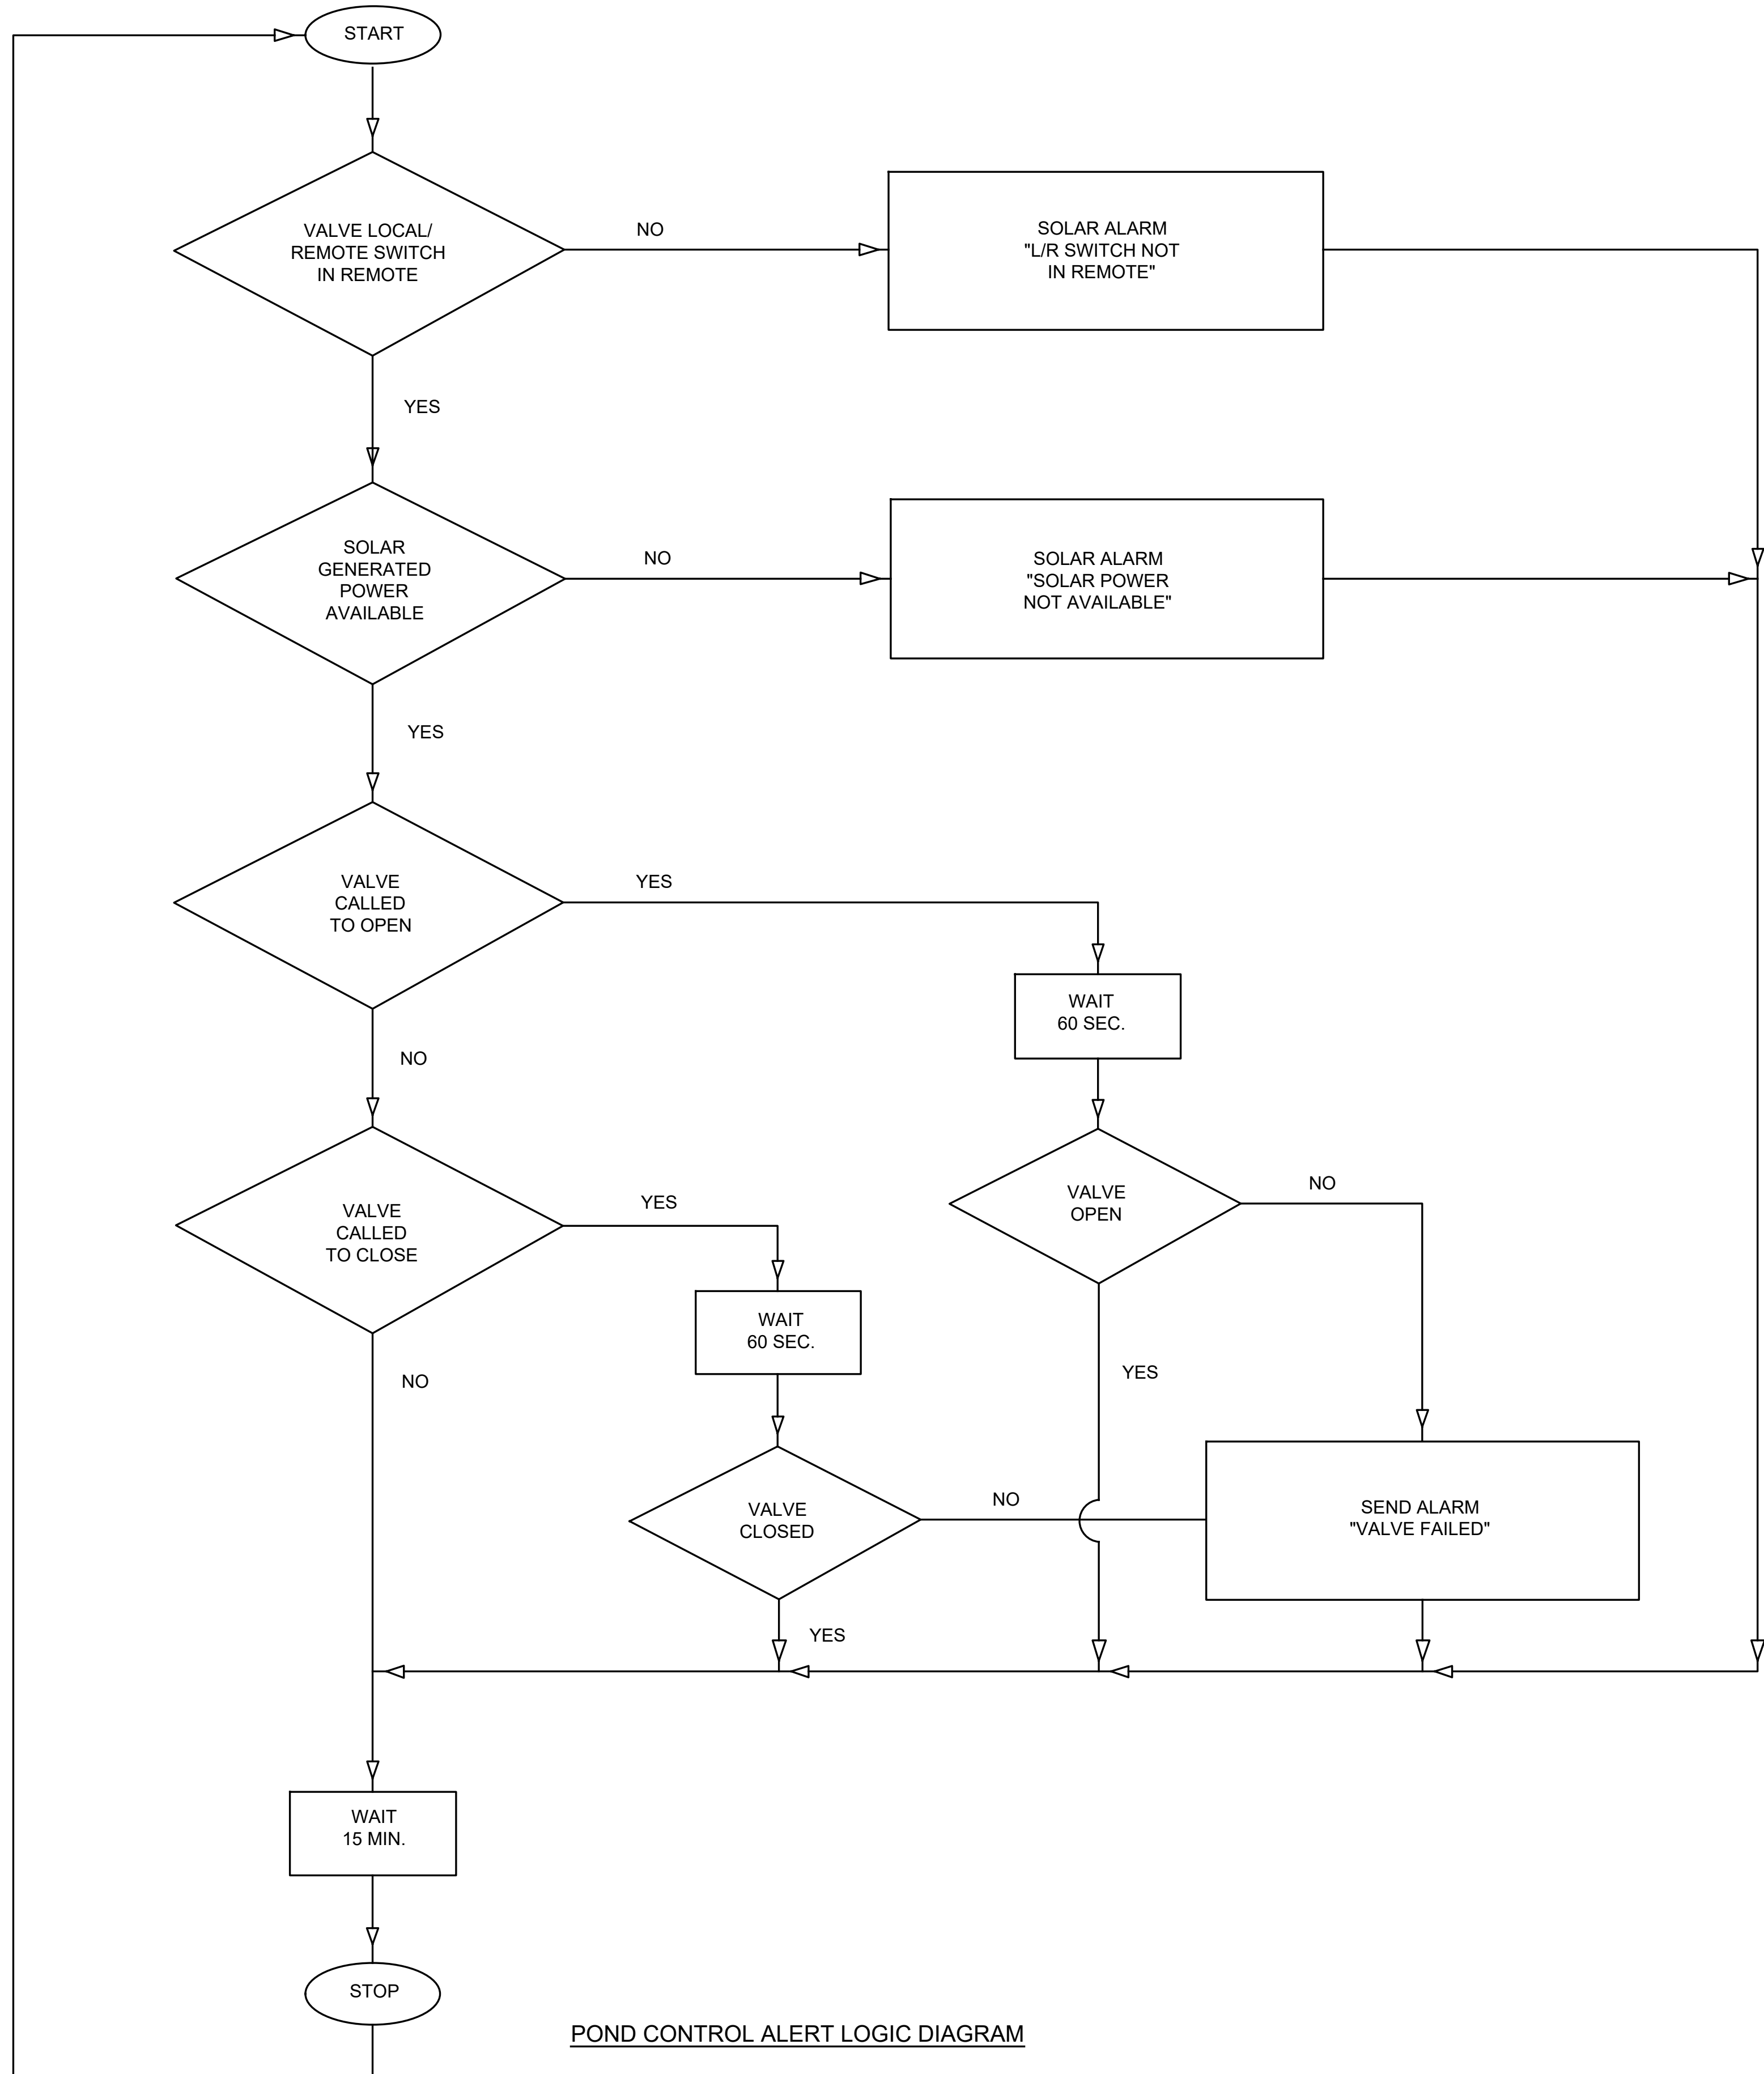 START
VALVE LOCAL/
REMOTE SWITCH
IN REMOTE
NO
SOLAR ALARM
"L/R SWITCH NOT
IN REMOTE"
YES
SOLAR
GENERATED
POWER
AVAILABLE
NO
SOLAR ALARM
"SOLAR POWER
NOT AVAILABLE"
YES
VALVE
CALLED
TO OPEN
YES
WAIT
60 SEC.
NO
VALVE
OPEN
NO
VALVE
CALLED
TO CLOSE
YES
WAIT
60 SEC.
YES
NO
VALVE
CLOSED
NO
SEND ALARM
"VALVE FAILED"
YES
WAIT
15 MIN.
STOP
POND CONTROL ALERT LOGIC DIAGRAM